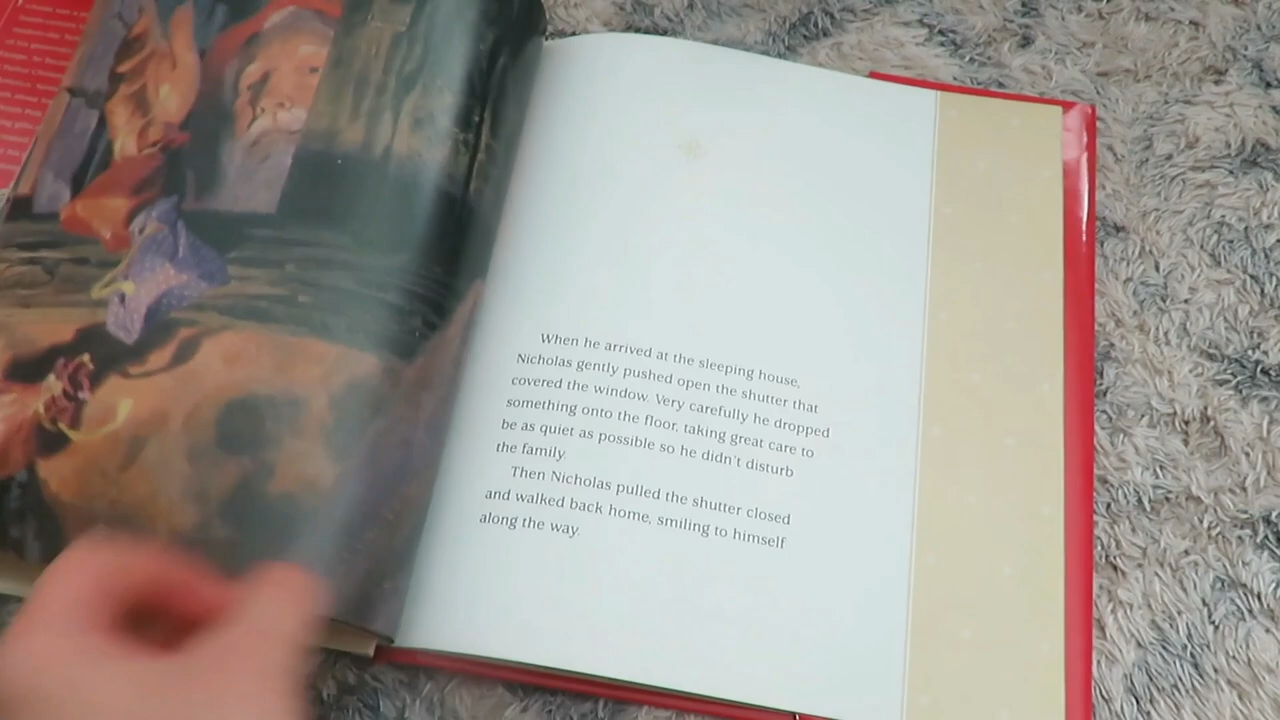 When he arrived at the sleeping house,
Nicholas gently pushed open the shutter that
covered the window. Very carefully he dropped
something onto the floor, taking great care to
be as quiet as possible so he didn't disturb
the family.
Then Nicholas pulled the shutter closed
and walked back home, smiling to himself
along the way.